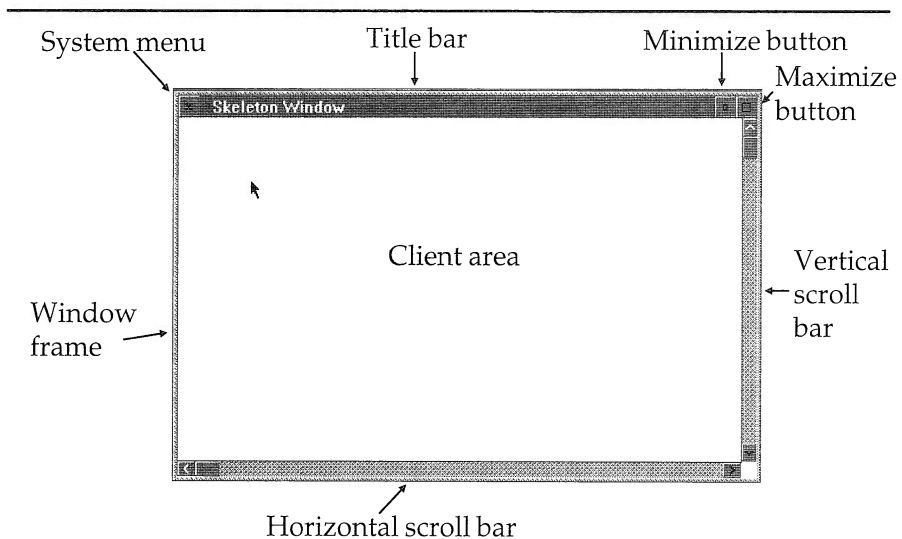 System menu
Title bar
Minimize button
Maximize
button
Skeleton Window
Client area
Vertical
scroll
bar
Window
frame
Horizontal scroll bar